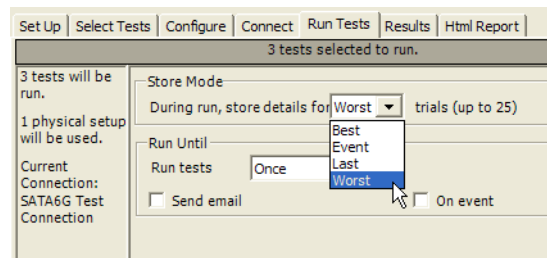 Set Up Select Tests Configure Connect Run Tests Results Html Report
3 tests selected to run.
3 tests will be
run.
1 physical setup
will be used.
Current
Connection:
SATA6G Test
Connection
Store Mode
During run, store details for Worst trials (up to 25)
Best
Event
Last
Worst
Run Until
Run tests Once
Send email On event